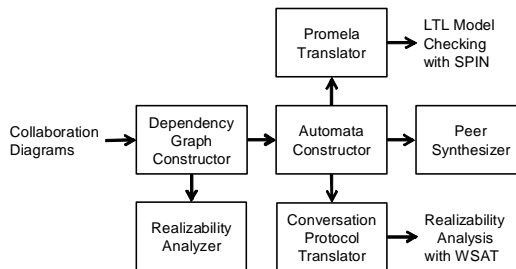 Promela
Translator
LTL Model
Checking
with SPIN
Collaboration
Diagrams
Dependency
Graph
Constructor
Automata
Constructor
Peer
Synthesizer
Realizability
Analyzer
Conversation
Protocol
Translator
Realizability
Analysis
with WSAT